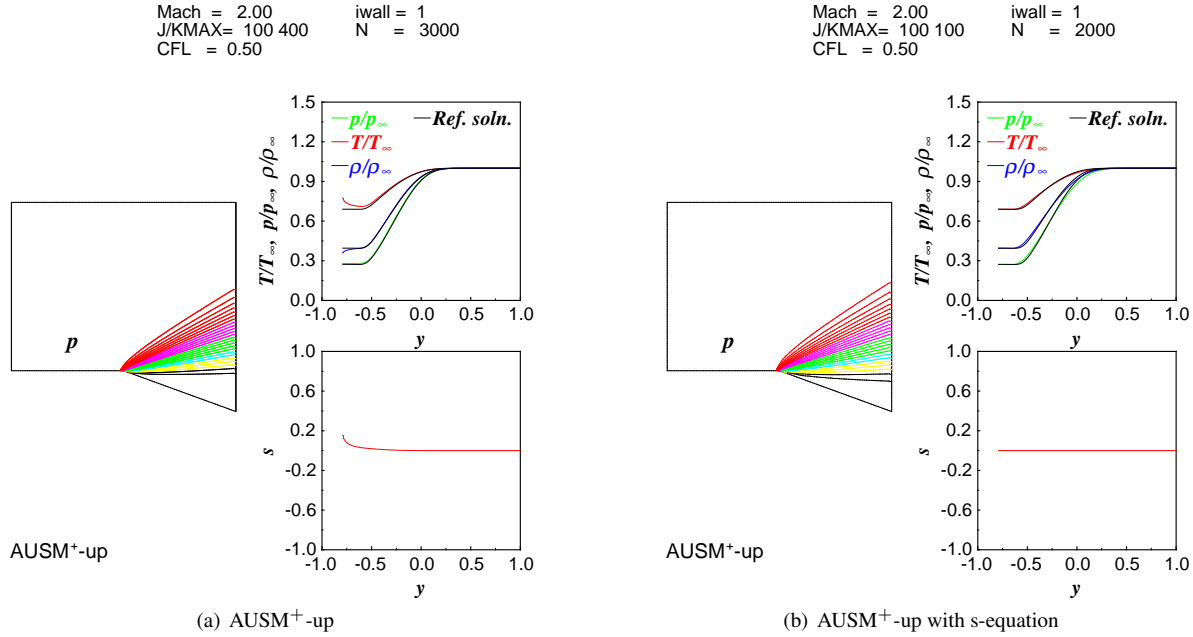 Mach = 2.00 iwall = 1
J/KMAX= 100 400 N = 3000
CFL = 0.50
1.5
1.2
0.9
0.6
0.3
0.0
T/T∞, p/p∞, ρ/ρ∞
p/p∞ Ref. soln.
T/T∞
ρ/ρ∞
-1.0 -0.5 0.0 0.5 1.0
y
p
1.0
0.6
0.2
-0.2
-0.6
-1.0
s
-1.0 -0.5 0.0 0.5 1.0
y
AUSM⁺-up
(a) AUSM⁺-up
Mach = 2.00 iwall = 1
J/KMAX= 100 100 N = 2000
CFL = 0.50
1.5
1.2
0.9
0.6
0.3
0.0
T/T∞, p/p∞, ρ/ρ∞
p/p∞ Ref. soln.
T/T∞
ρ/ρ∞
-1.0 -0.5 0.0 0.5 1.0
y
p
1.0
0.6
0.2
-0.2
-0.6
-1.0
s
-1.0 -0.5 0.0 0.5 1.0
y
AUSM⁺-up
(b) AUSM⁺-up with s-equation